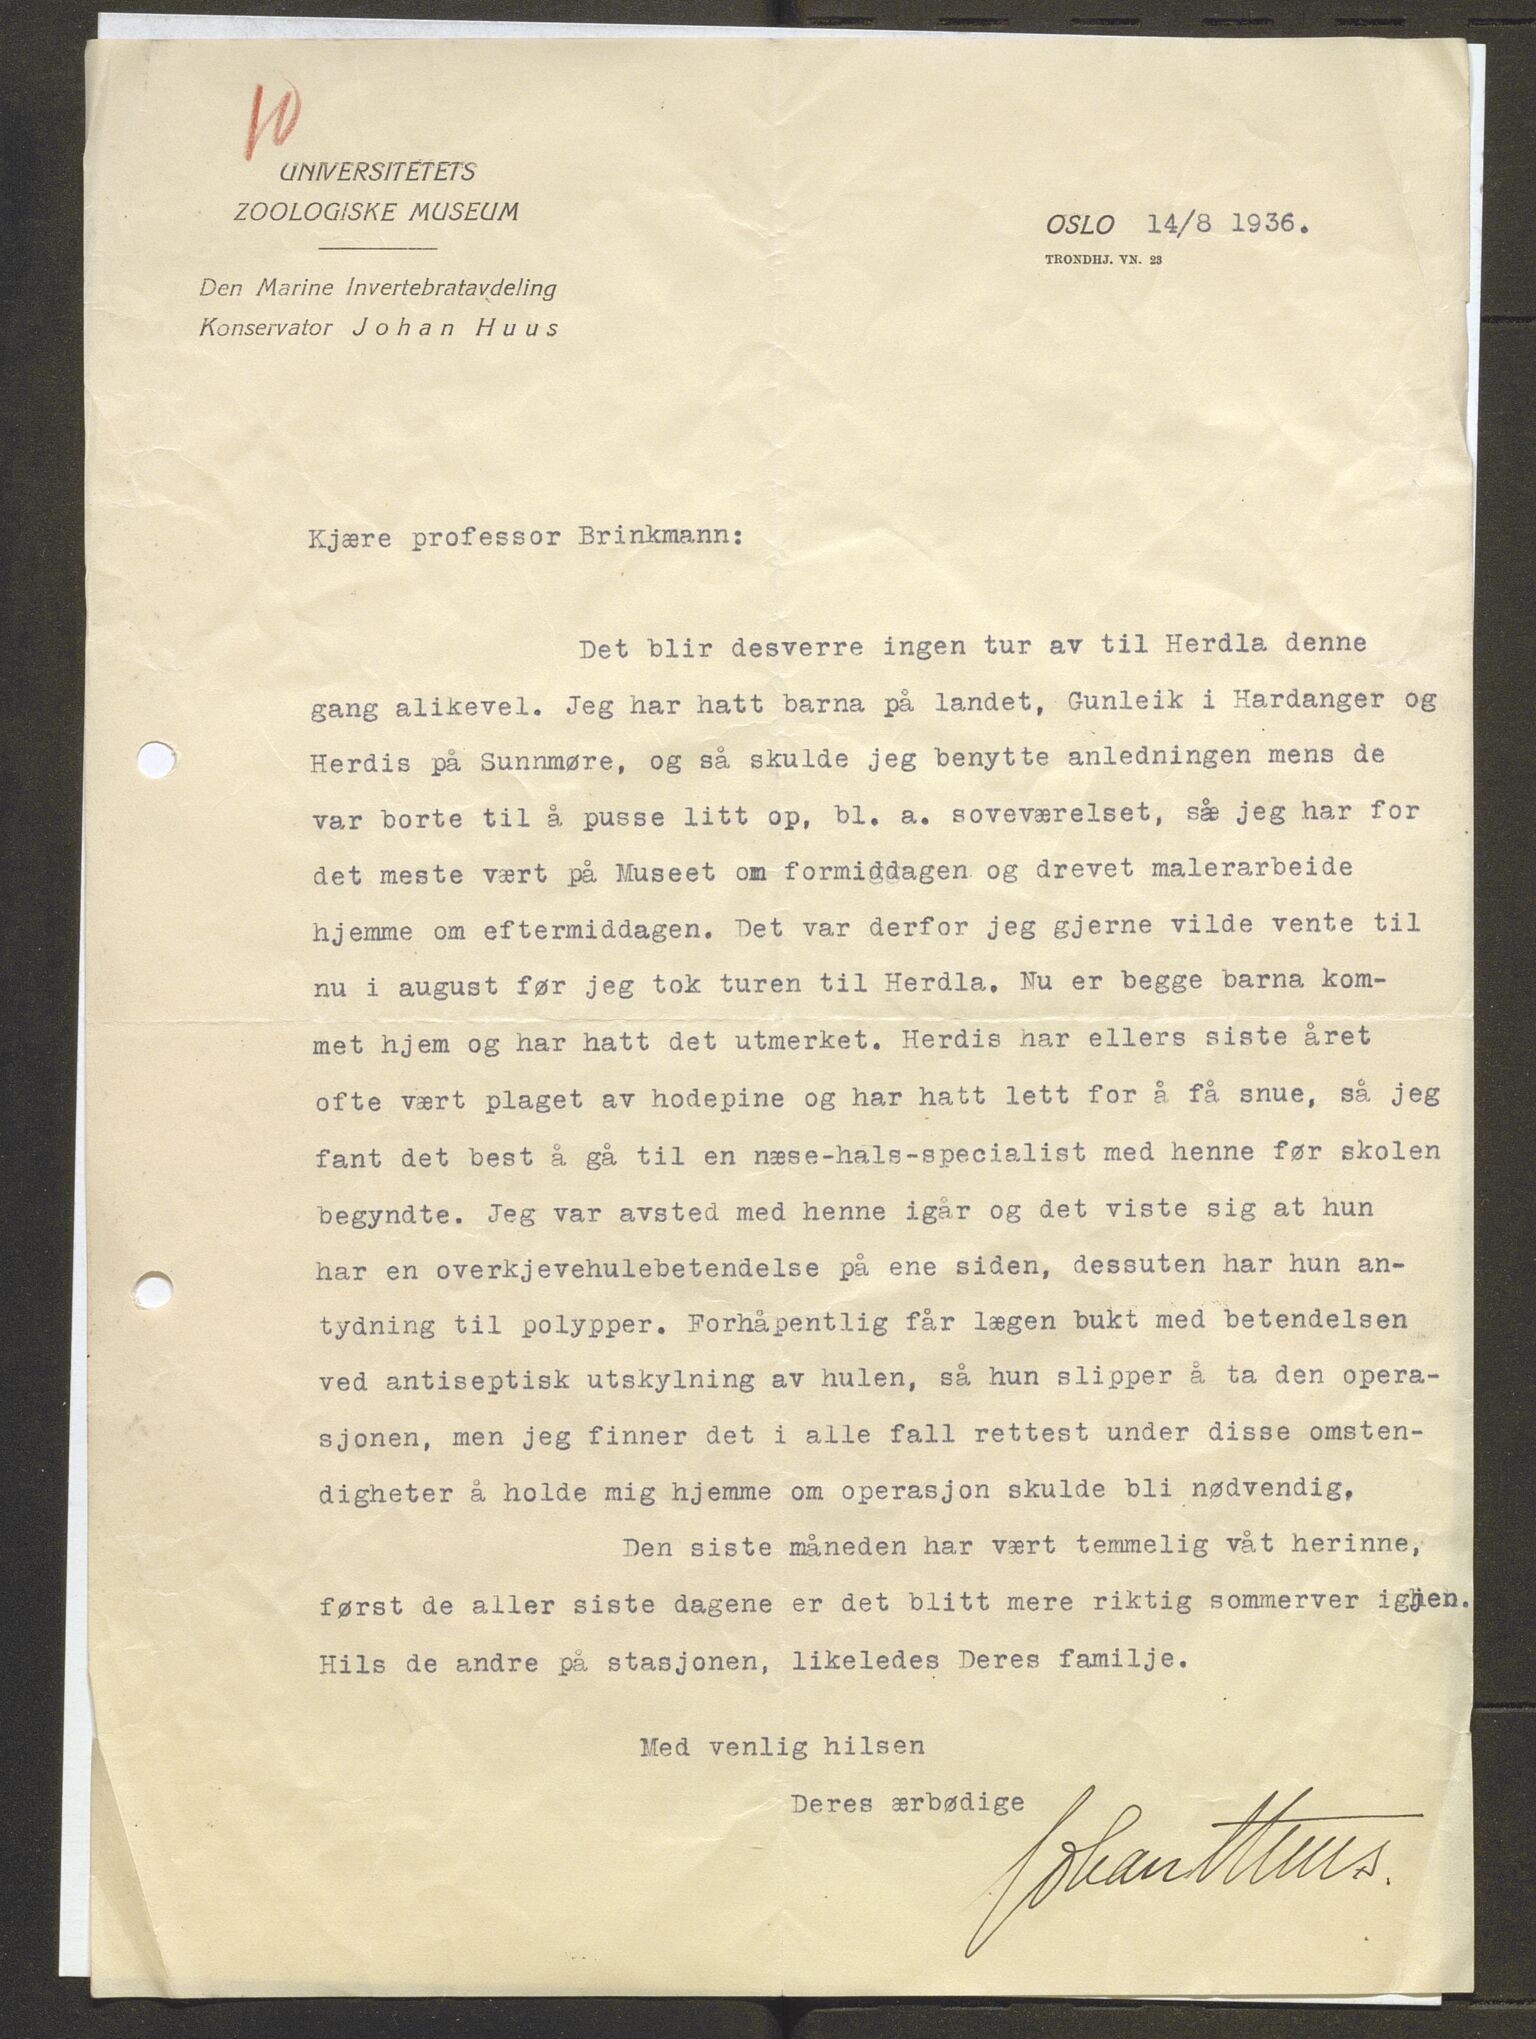 10
UNIVERSITETETS
ZOOLOGISKE MUSEUM
OSLO 14/8 1936.
TRONDHJ. VN. 23
Den Marine Invertebratavdeling
Konservator Johan Huus
Kjære professor Brinkmann:
Det blir desverre ingen tur av til Herdla denne
gang alikevel. Jeg har hatt barna på landet, Gunleik i Hardanger og
Herdis på Sunnmøre, og så skulde jeg benytte anledningen mens de
var borte til å pusse litt op, bl. a. soveværelset, så jeg har for
det meste vært på Museet om formiddagen og drevet malerarbeide
hjemme om eftermiddagen. Det var derfor jeg gjerne vilde vente til
nu i august før jeg tok turen til Herdla. Nu er begge barna kom-
met hjem og har hatt det utmerket. Herdis har ellers siste året
ofte vært plaget av hodepine og har hatt lett for å få snue, så jeg
fant det best å gå til en næse-hals-specialist med henne før skolen
begyndte. Jeg var avsted med henne igår og det viste sig at hun
har en overkjevehulebetendelse på ene siden, dessuten har hun an-
tydning til polypper. Forhåpentlig får lægen bukt med betendelsen
ved antiseptisk utskylning av hulen, så hun slipper å ta den opera-
sjonen, men jeg finner det i alle fall rettest under disse omsten-
digheter å holde mig hjemme om operasjon skulde bli nødvendig.
Den siste måneden har vært temmelig våt herinne,
først de aller siste dagene er det blitt mere riktig sommerver igjen.
Hils de andre på stasjonen, likeledes Deres familje.
Med venlig hilsen
Deres ærbødige
Johan Huus.